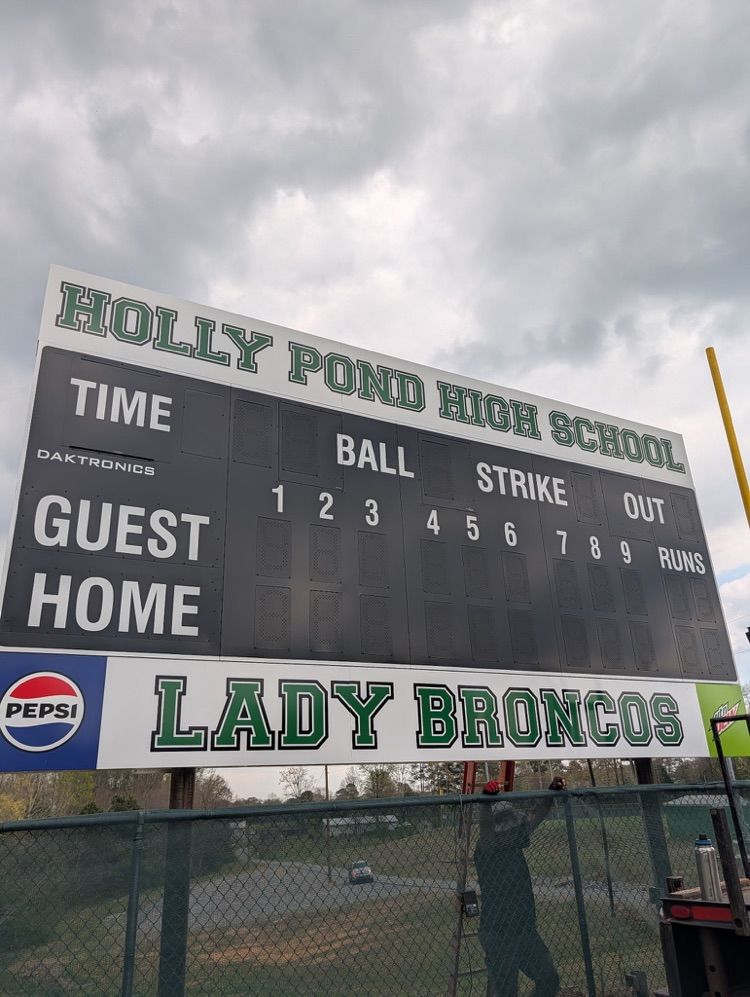 HOLLY POND HIGH SCHOOL
TIME
BALL STRIKE OUT
DAKTRONICS
1 2 3 4 5 6 7 8 9 RUNS
GUEST
HOME
PEPSI
LADY BRONCOS